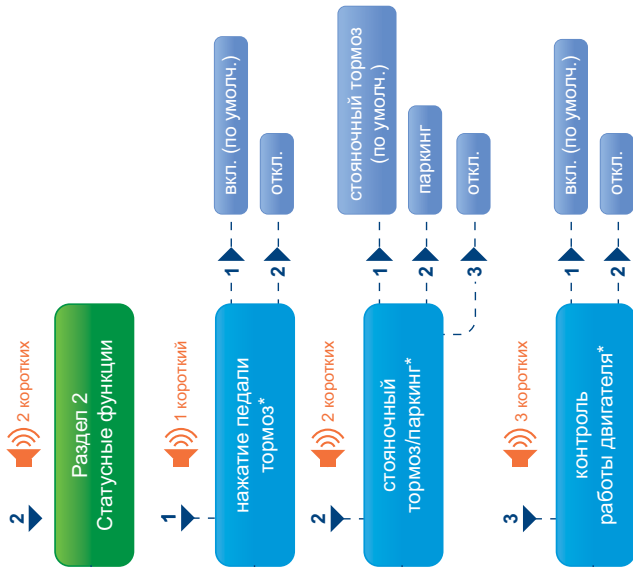 2
2 коротких
Раздел 2
Статусные функции
1
1 короткий
нажатие педали
тормоз*
1
вкл. (по умолч.)
2
откл.
2
2 коротких
стояночный
тормоз/паркинг*
1
стояночный тормоз
(по умолч.)
2
паркинг
3
откл.
3
3 коротких
контроль
работы двигателя*
1
вкл. (по умолч.)
2
откл.